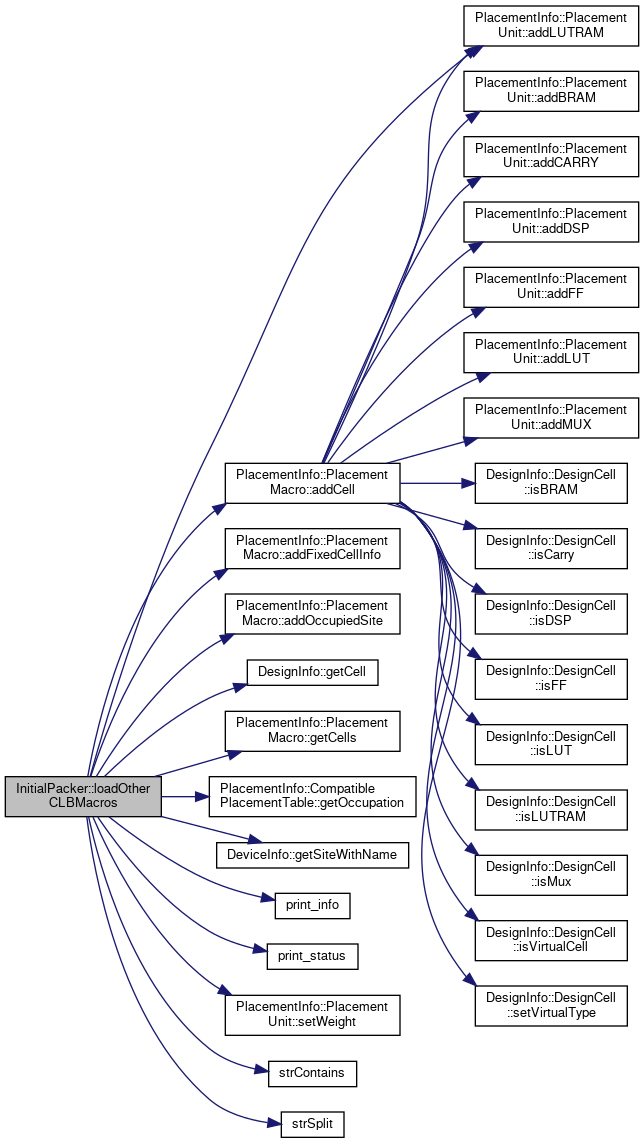 InitialPacker::loadOther
CLBMacros
PlacementInfo::Placement
Macro::addCell
PlacementInfo::Placement
Macro::addFixedCellInfo
PlacementInfo::Placement
Macro::addOccupiedSite
DesignInfo::getCell
PlacementInfo::Placement
Macro::getCells
PlacementInfo::Compatible
PlacementTable::getOccupation
DeviceInfo::getSiteWithName
print_info
print_status
PlacementInfo::Placement
Unit::setWeight
strContains
strSplit
PlacementInfo::Placement
Unit::addLUTRAM
PlacementInfo::Placement
Unit::addBRAM
PlacementInfo::Placement
Unit::addCARRY
PlacementInfo::Placement
Unit::addDSP
PlacementInfo::Placement
Unit::addFF
PlacementInfo::Placement
Unit::addLUT
PlacementInfo::Placement
Unit::addMUX
DesignInfo::DesignCell
::isBRAM
DesignInfo::DesignCell
::isCarry
DesignInfo::DesignCell
::isDSP
DesignInfo::DesignCell
::isFF
DesignInfo::DesignCell
::isLUT
DesignInfo::DesignCell
::isLUTRAM
DesignInfo::DesignCell
::isMux
DesignInfo::DesignCell
::isVirtualCell
DesignInfo::DesignCell
::setVirtualType